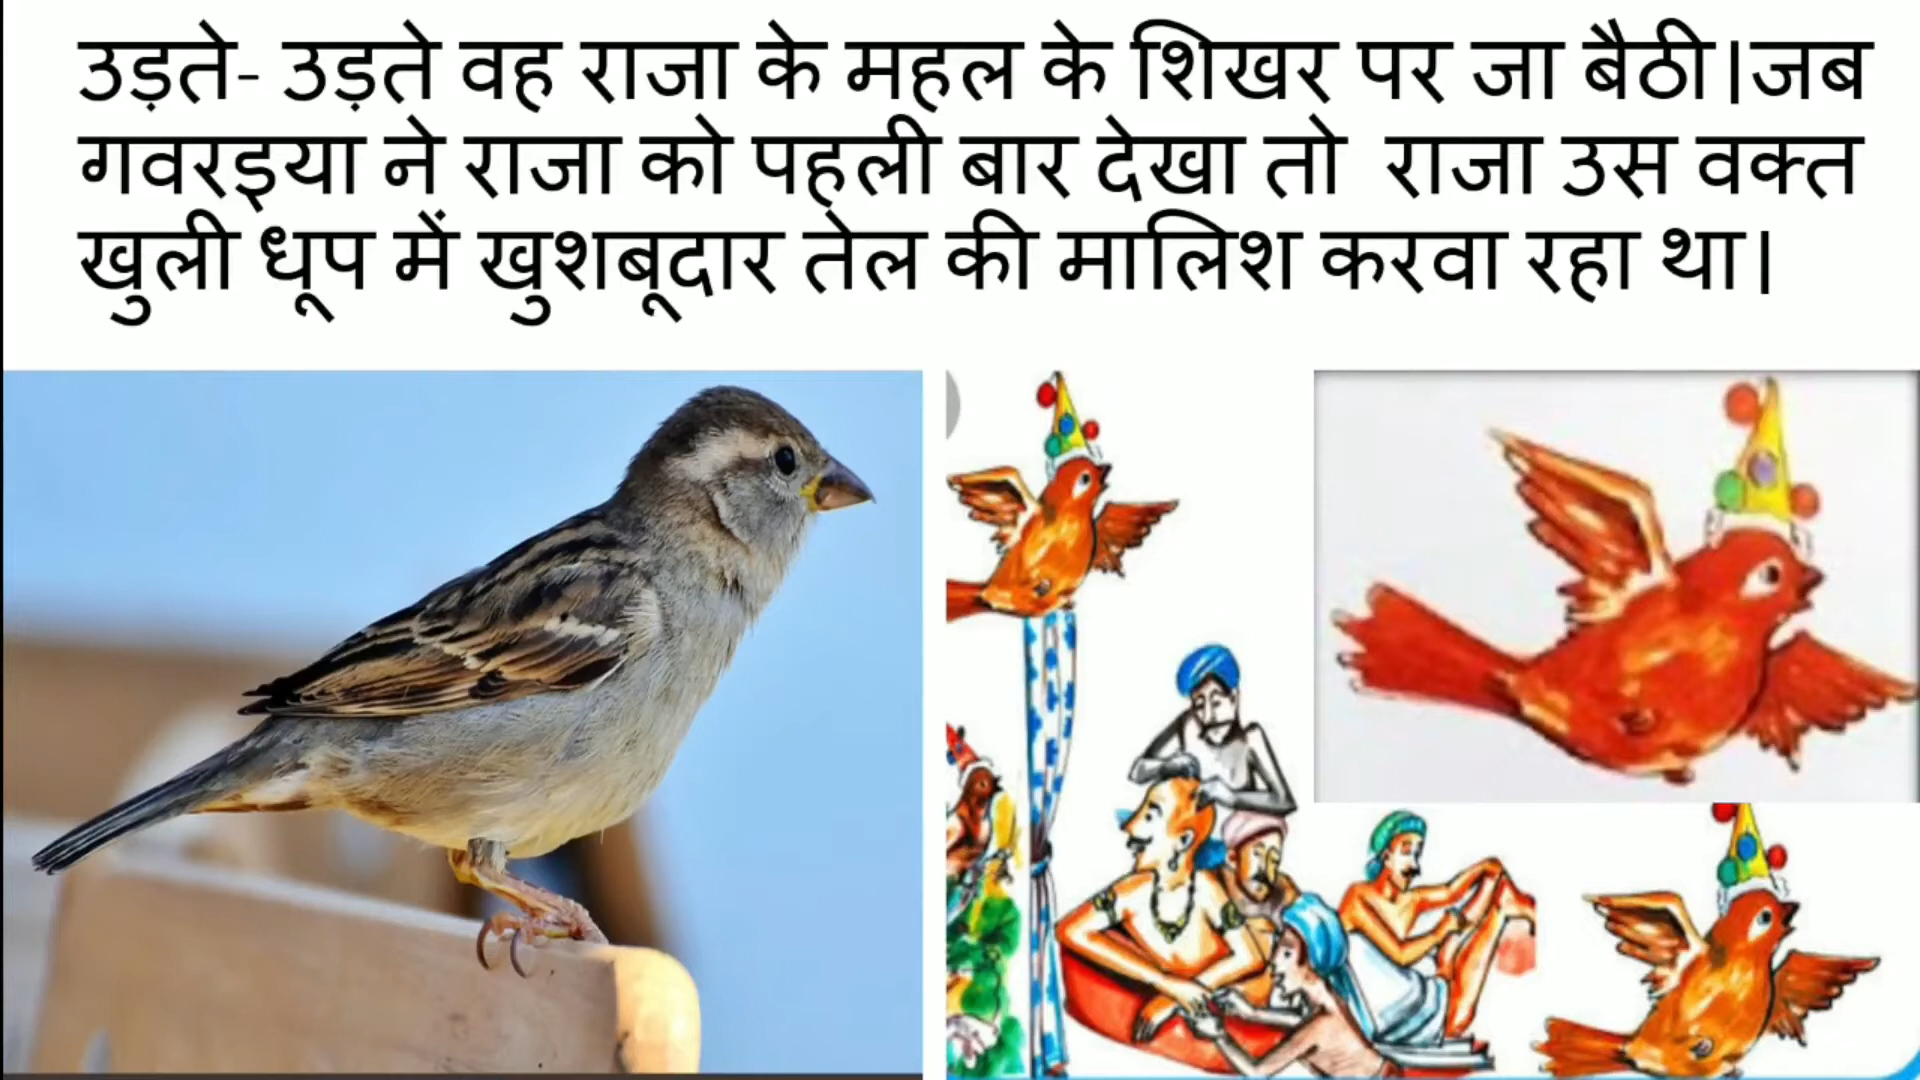 उड़ते- उड़ते वह राजा के महल के शिखर पर जा बैठी।जब
गवरइया ने राजा को पहली बार देखा तो राजा उस वक्त
खुली धूप में खुशबूदार तेल की मालिश करवा रहा था।